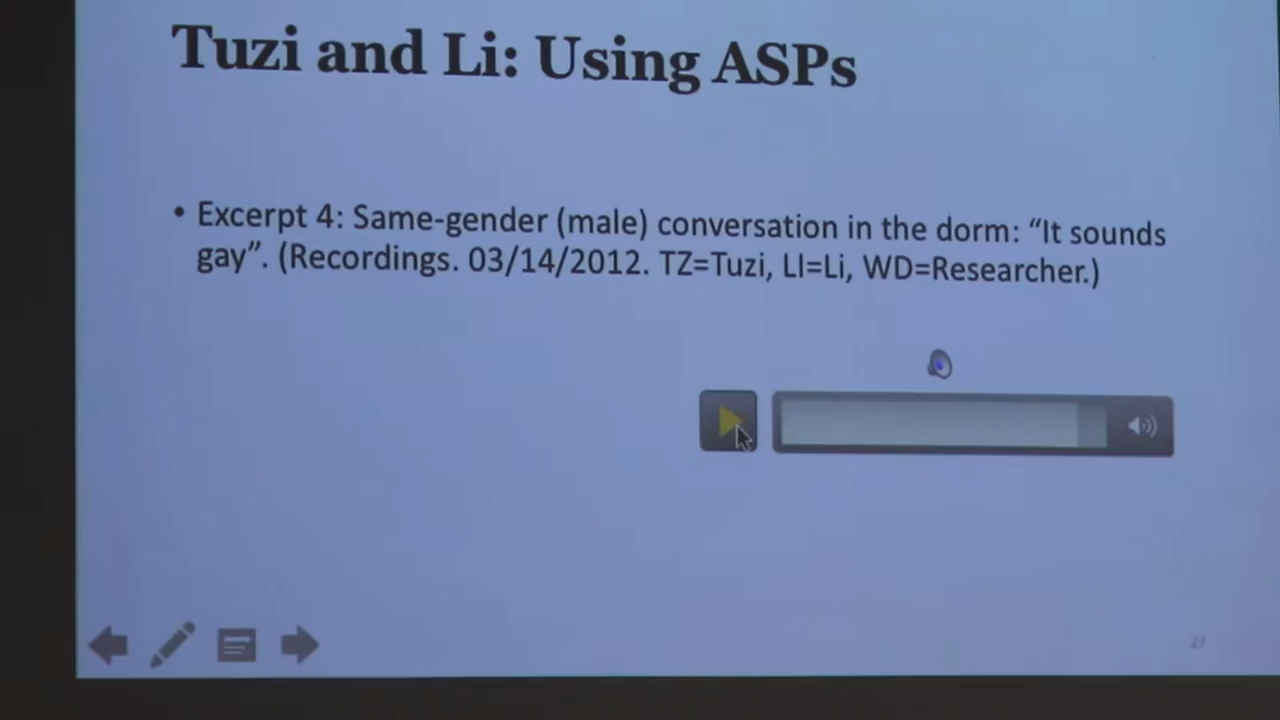 Tuzi and Li: Using ASPs
• Excerpt 4: Same-gender (male) conversation in the dorm: “It sounds
gay”. (Recordings. 03/14/2012. TZ=Tuzi, LI=Li, WD=Researcher.)
27